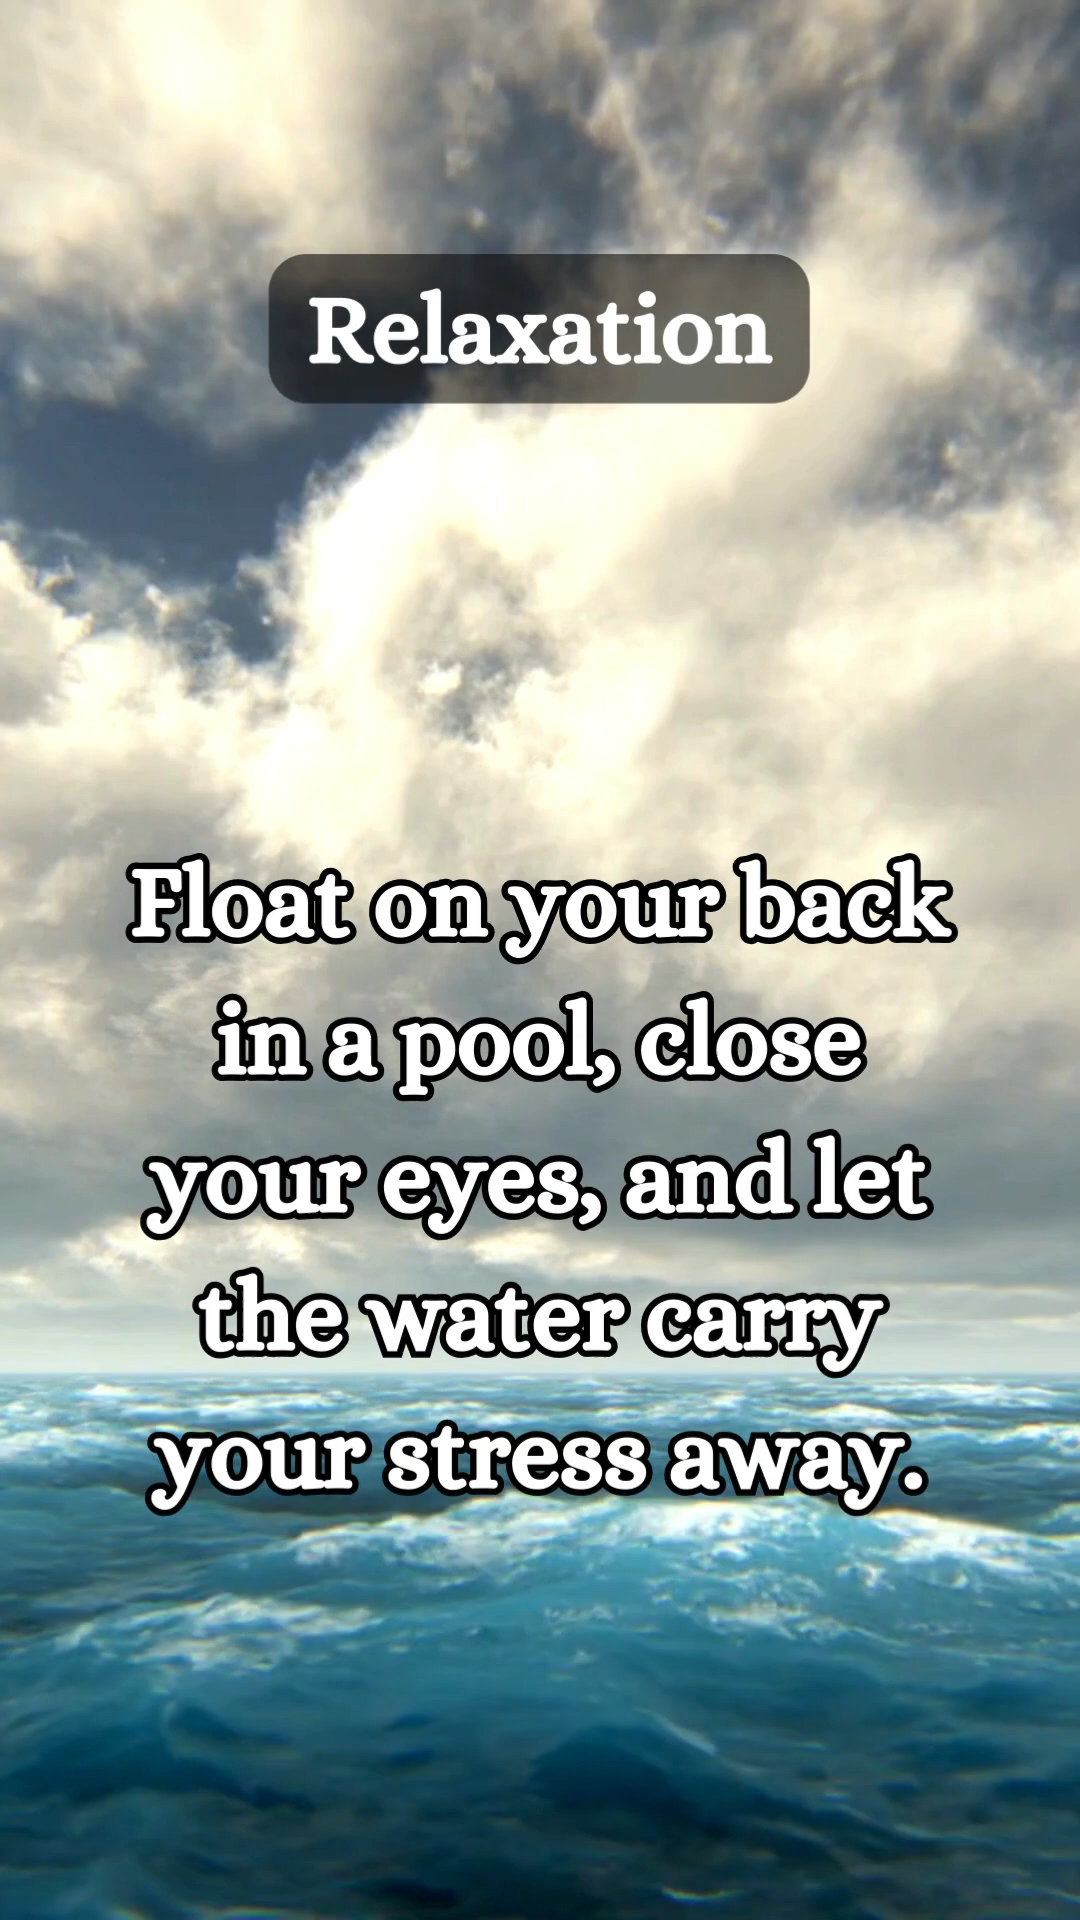 Relaxation
Float on your back
in a pool, close
your eyes, and let
the water carry
your stress away.